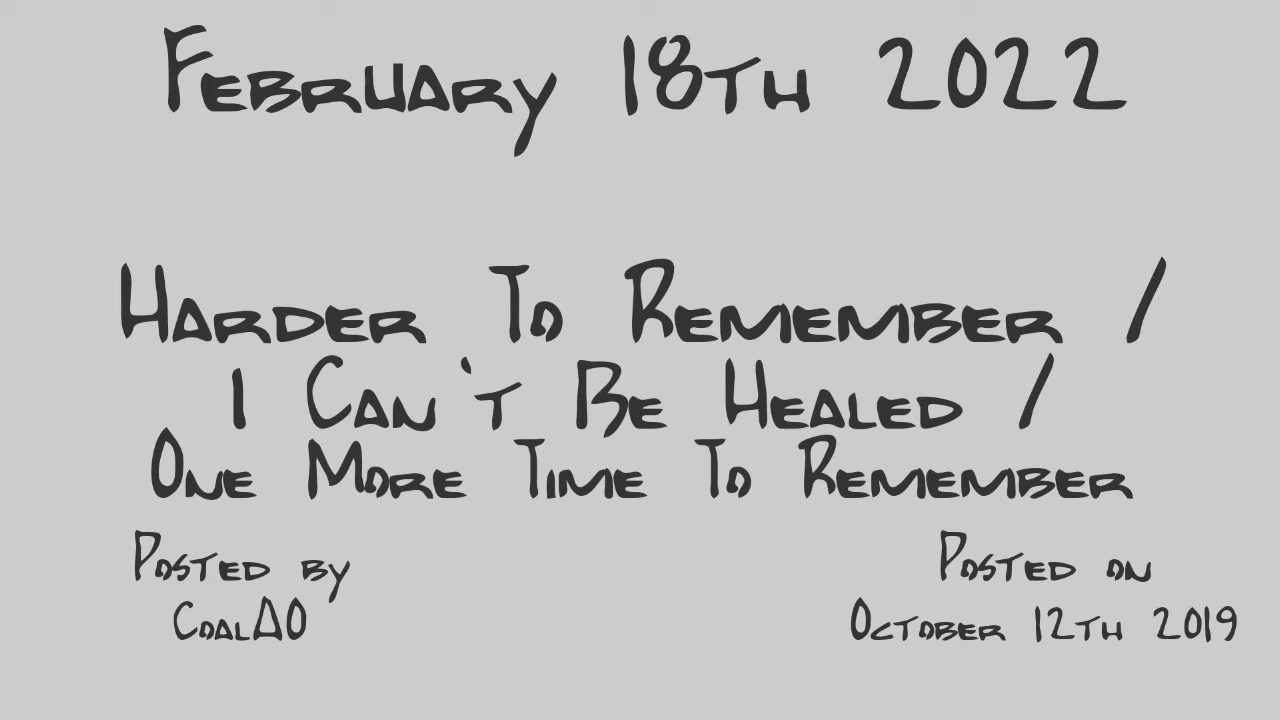 February 18th 2022
Harder To Remember /
I Can't Be Healed /
One More Time To Remember
Posted by
CoalAO
Posted on
October 12th 2019